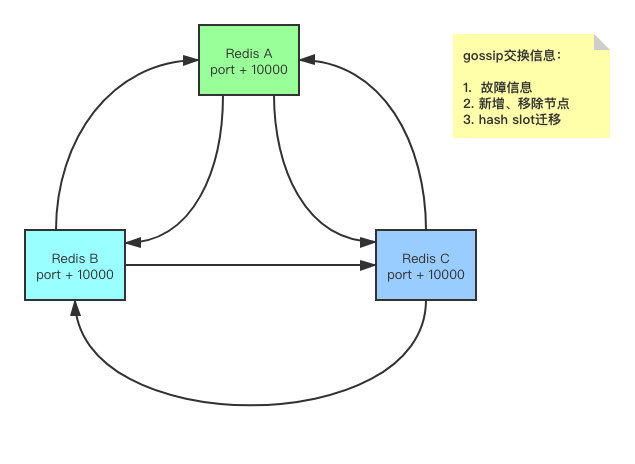 Redis A
port + 10000
gossip交换信息：
1. 故障信息
2. 新增、移除节点
3. hash slot迁移
Redis B
port + 10000
Redis C
port + 10000